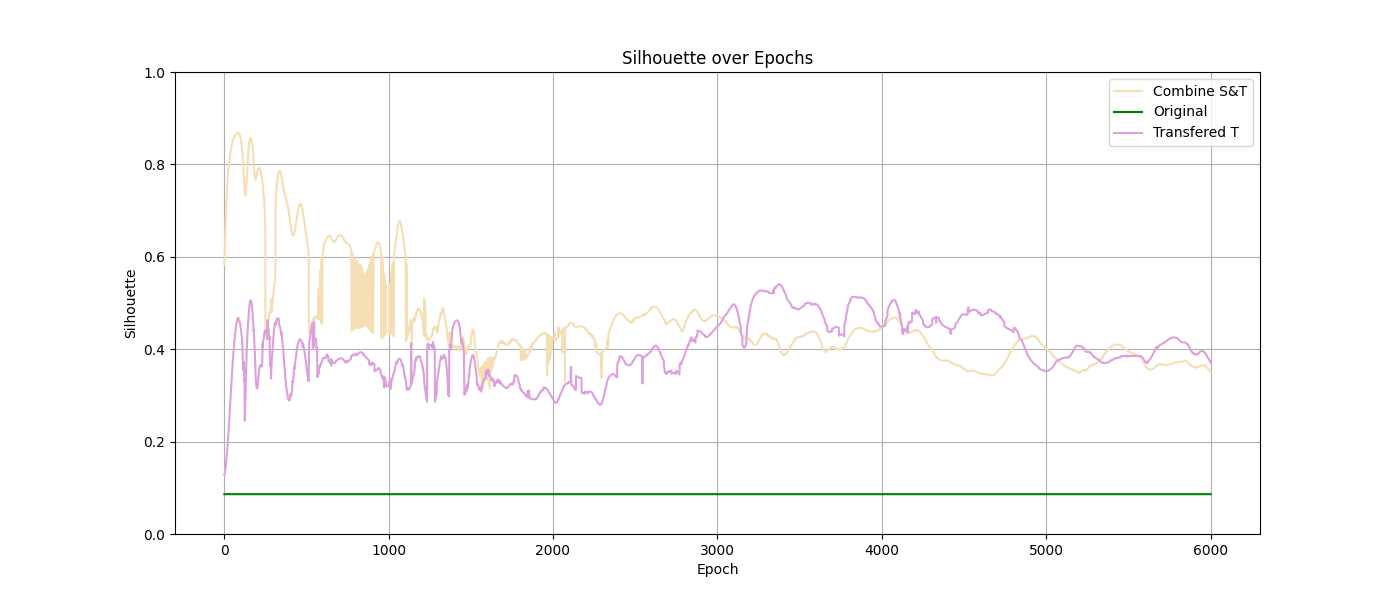 Silhouette over Epochs
Combine S&T
Original
Transfered T
Silhouette
1.0
0.8
0.6
0.4
0.2
0.0
0 1000 2000 3000 4000 5000 6000
Epoch